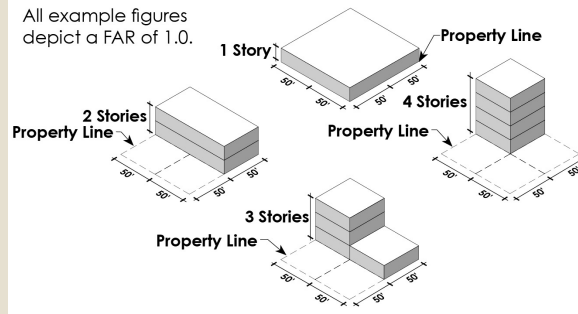 All example figures
depict a FAR of 1.0.
1 Story
Property Line
50'
50'
50'
50'
2 Stories
Property Line
50'
50'
50'
50'
4 Stories
Property Line
50'
50'
50'
50'
3 Stories
Property Line
50'
50'
50'
50'